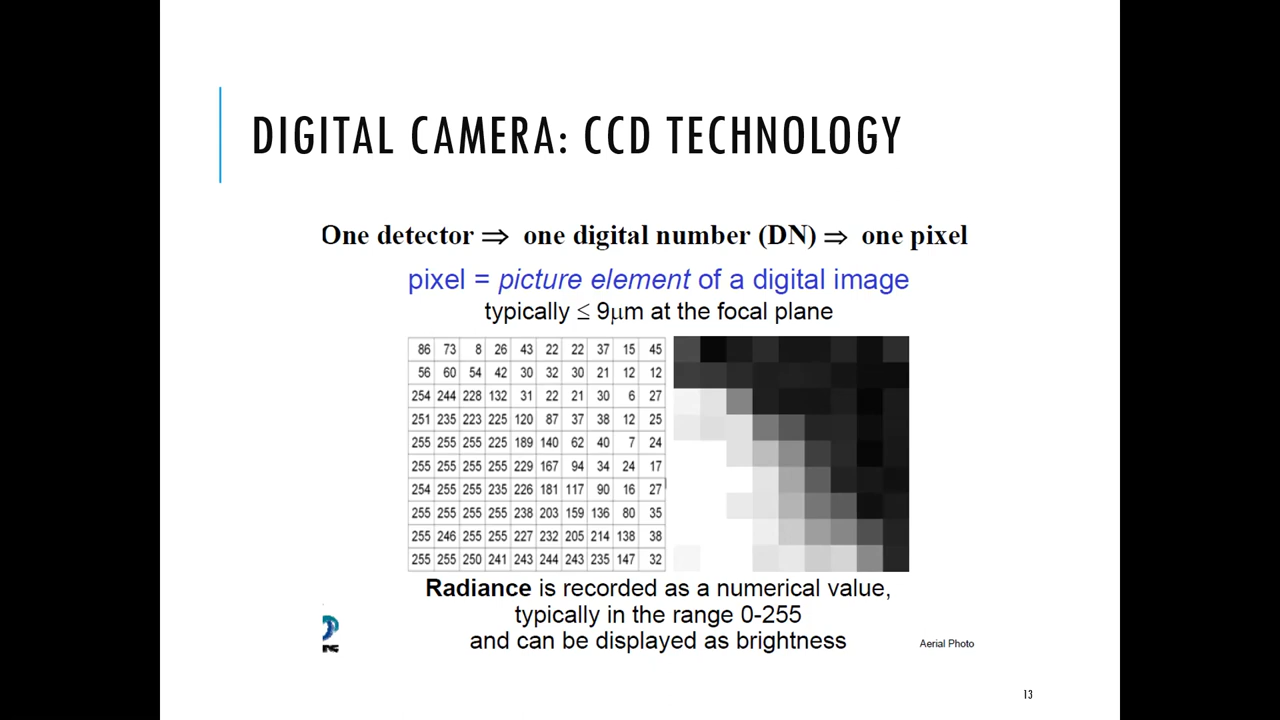 DIGITAL CAMERA: CCD TECHNOLOGY
One detector ⇒ one digital number (DN) ⇒ one pixel
pixel = picture element of a digital image
typically ≤ 9μm at the focal plane
86 73 8 26 43 22 22 37 15 45
56 60 54 42 30 32 30 21 12 12
254 244 228 132 31 22 21 30 6 27
251 235 223 225 120 87 37 38 12 25
255 255 255 225 189 140 62 40 7 24
255 255 255 255 229 167 94 34 24 17
254 255 255 235 226 181 117 90 16 27
255 255 255 255 238 203 159 136 80 35
255 246 255 255 227 232 205 214 138 38
255 255 250 241 243 244 243 235 147 32
Radiance is recorded as a numerical value,
typically in the range 0-255
and can be displayed as brightness
Aerial Photo
13